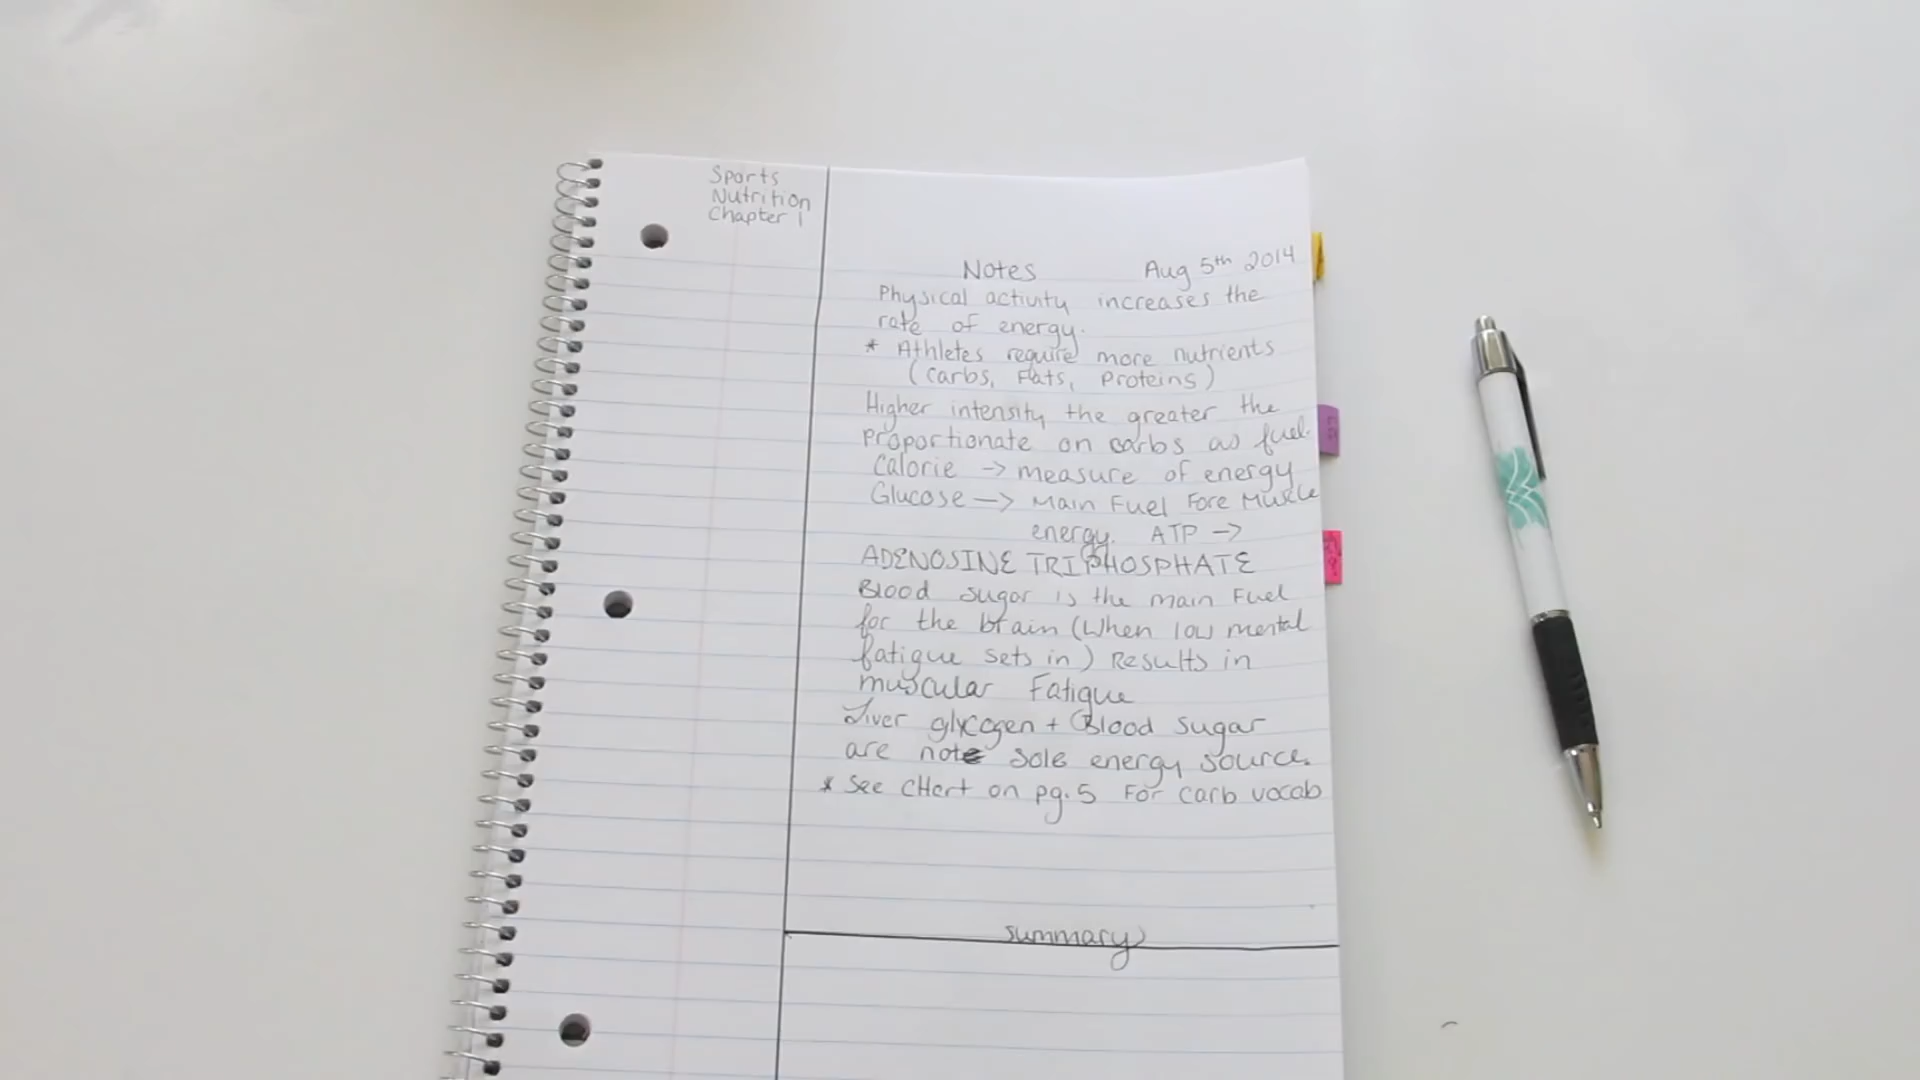 Sports
Nutrition
Chapter 1
Notes Aug 5th 2014
Physical activity increases the
rate of energy.
* Athletes require more nutrients
(Carbs, Fats, Proteins)
Higher intensity the greater the
proportionate on carbs as fuel.
Calorie -> measure of energy
Glucose -> Main Fuel Fore Muscle
energy. ATP ->
ADENOSINE TRIPHOSPHATE
Blood sugar is the main Fuel
for the brain (When low mental
fatigue sets in) Results in
muscular Fatigue
Liver glycogen + Blood Sugar
are note sole energy source.
* See CHart on pg. 5 For Carb vocab
Summary